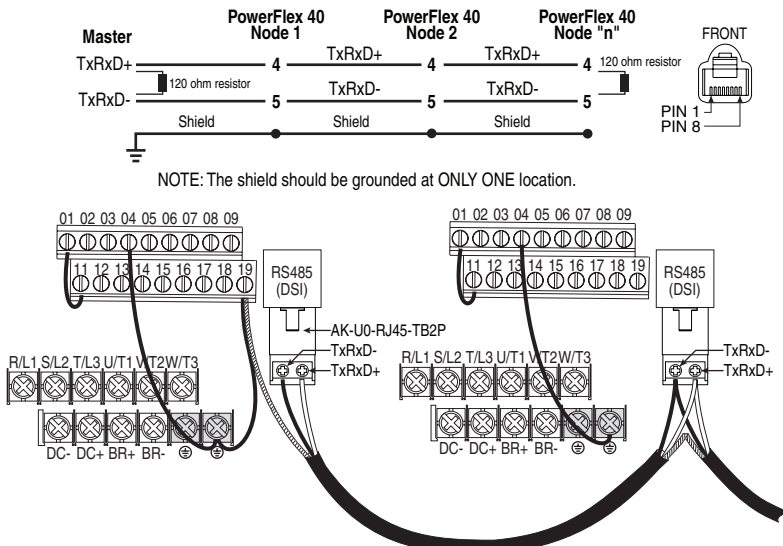 PowerFlex 40 PowerFlex 40 PowerFlex 40 FRONT
Master Node 1 Node 2 Node "n"
TxRxD+ 4 TxRxD+ 4 TxRxD+ 4 120 ohm resistor
120 ohm resistor
TxRxD- 5 TxRxD- 5 TxRxD- 5
PIN 1
PIN 8
Shield Shield Shield
NOTE: The shield should be grounded at ONLY ONE location.
01 02 03 04 05 06 07 08 09
11 12 13 14 15 16 17 18 19
RS485
(DSI)
AK-U0-RJ45-TB2P
TxRxD-
TxRxD+
R/L1 S/L2 T/L3 U/T1 V/T2 W/T3
DC- DC+ BR+ BR-
01 02 03 04 05 06 07 08 09
11 12 13 14 15 16 17 18 19
RS485
(DSI)
TxRxD-
TxRxD+
R/L1 S/L2 T/L3 U/T1 V/T2 W/T3
DC- DC+ BR+ BR-